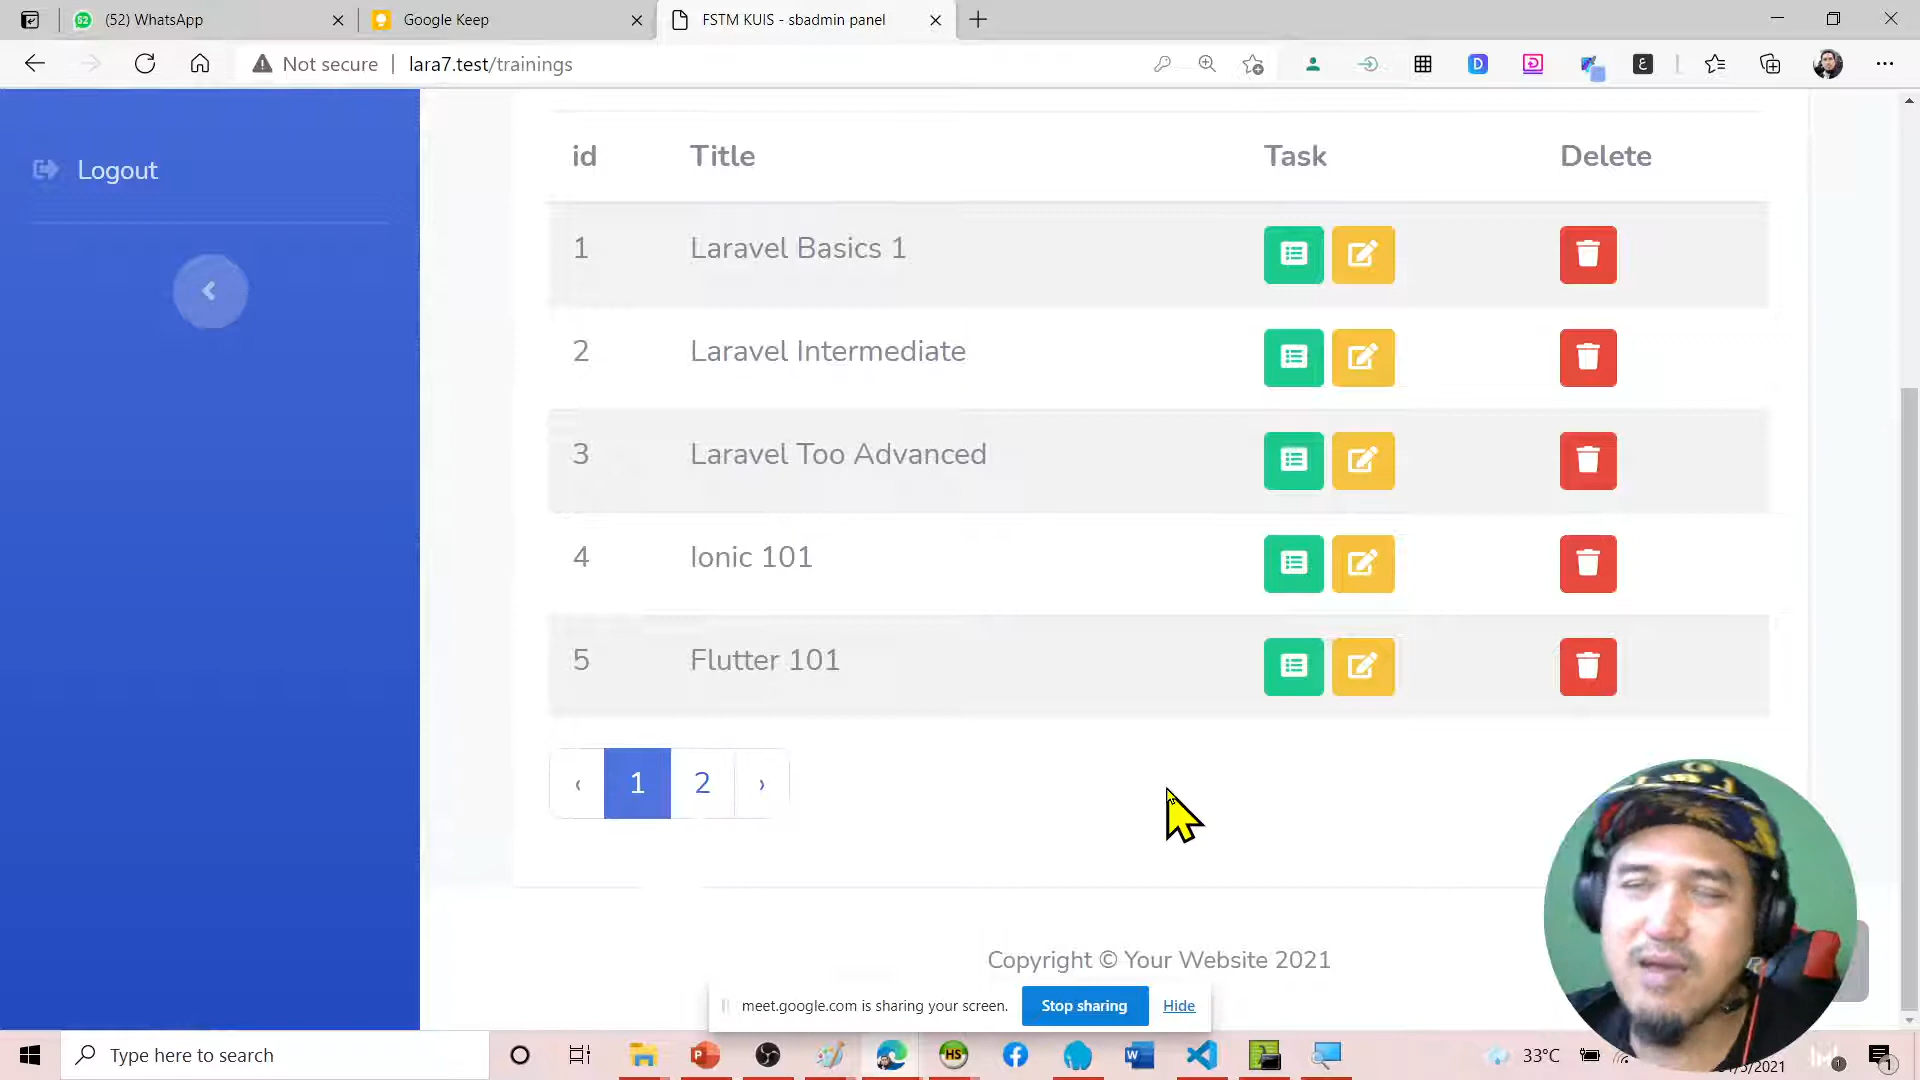 (52) WhatsApp
Google Keep
FSTM KUIS - sbadmin panel
Not secure
lara7.test/trainings
Logout
id Title Task Delete
1 Laravel Basics 1
2 Laravel Intermediate
3 Laravel Too Advanced
4 Ionic 101
5 Flutter 101
‹ 1 2 ›
Copyright © Your Website 2021
meet.google.com is sharing your screen. Stop sharing Hide
Type here to search
33°C